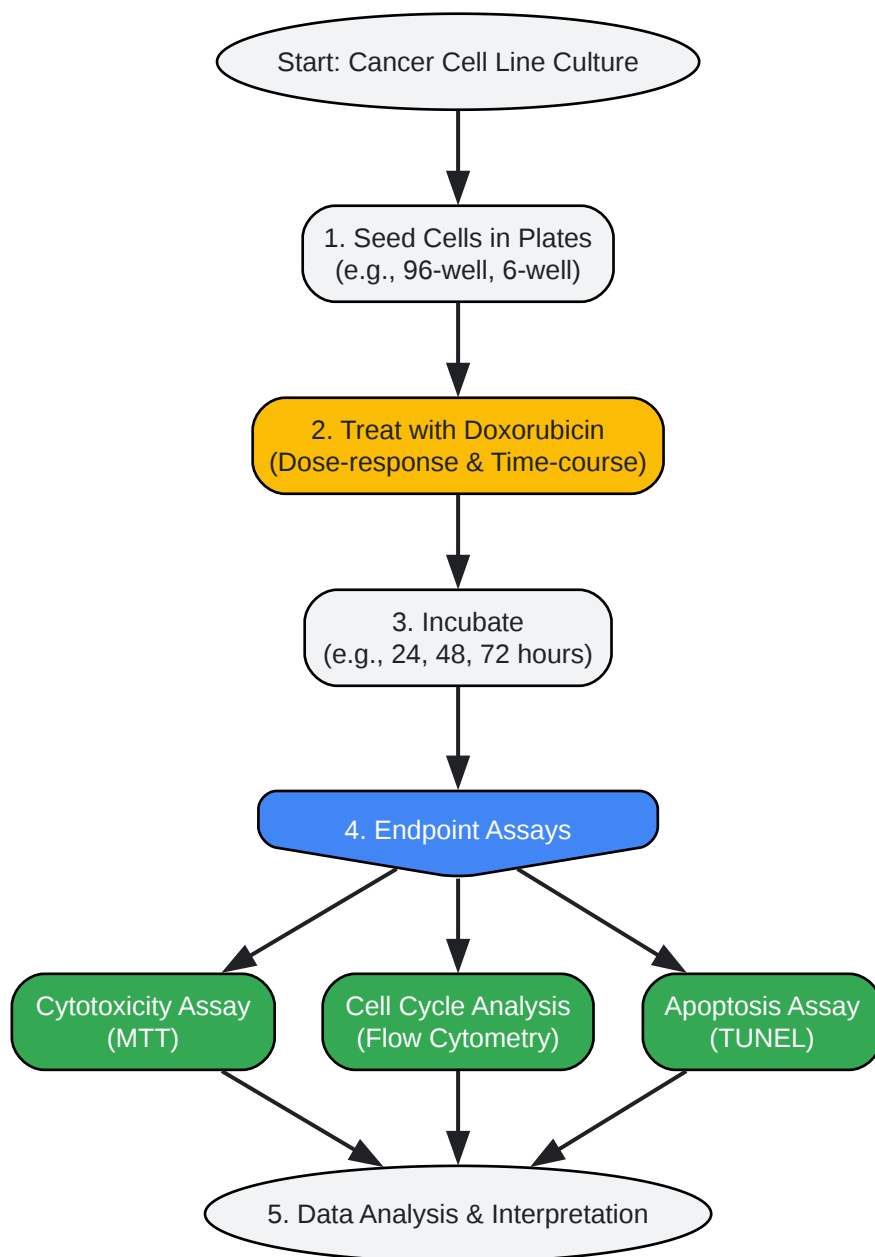 Start: Cancer Cell Line Culture
1. Seed Cells in Plates
(e.g., 96-well, 6-well)
2. Treat with Doxorubicin
(Dose-response & Time-course)
3. Incubate
(e.g., 24, 48, 72 hours)
4. Endpoint Assays
Cytotoxicity Assay
(MTT)
Cell Cycle Analysis
(Flow Cytometry)
Apoptosis Assay
(TUNEL)
5. Data Analysis & Interpretation